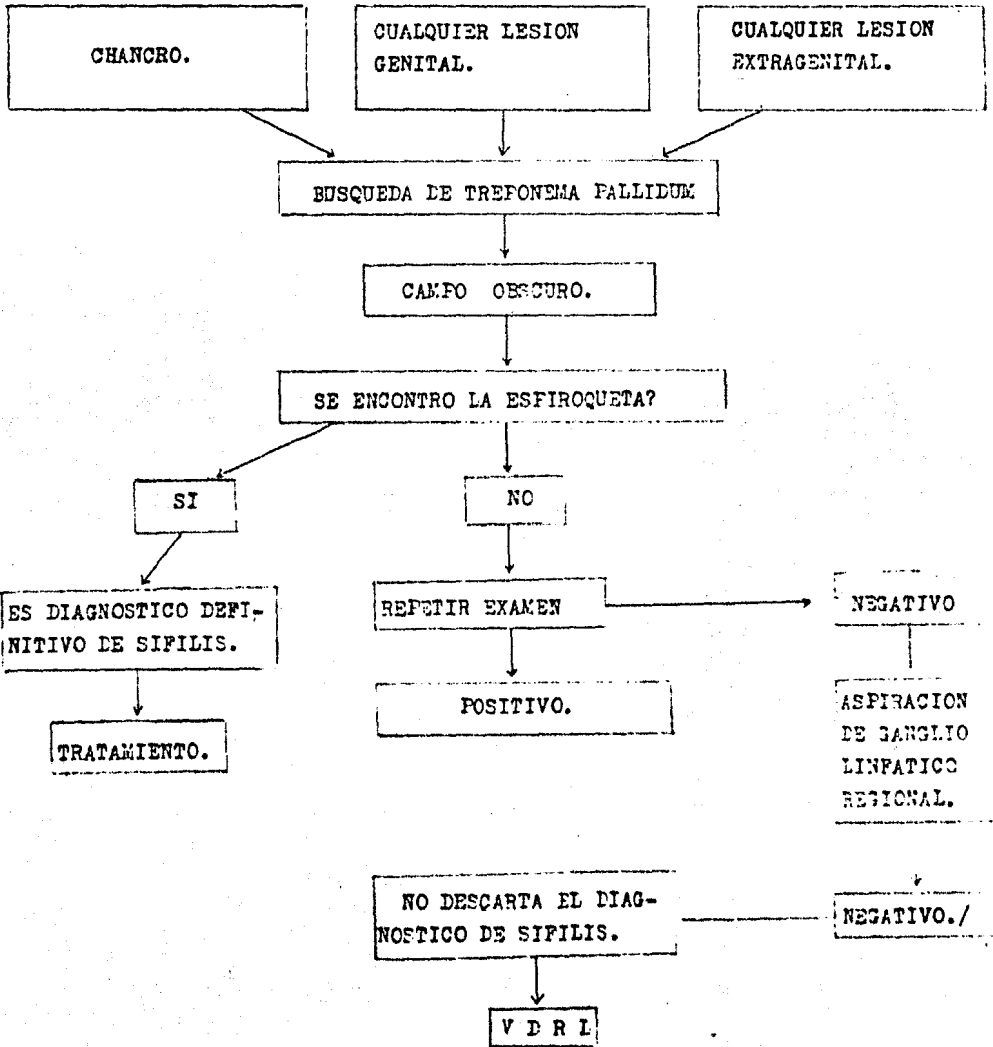 CHANCRO.
CUALQUIER LESION
GENITAL.
CUALQUIER LESION
EXTRAGENITAL.
BUSQUEDA DE TREPONEMA PALLIDUM
CAMPO OBSCURO.
SE ENCONTRO LA ESPIROQUETA?
SI
NO
ES DIAGNOSTICO DEFI-
NITIVO DE SIFILIS.
REPETIR EXAMEN
NEGATIVO
TRATAMIENTO.
POSITIVO.
ASPIRACION
DE GANGLIO
LINFATICO
REGIONAL.
NO DESCARTA EL DIAG-
NOSTICO DE SIFILIS.
NEGATIVO./
V D R L